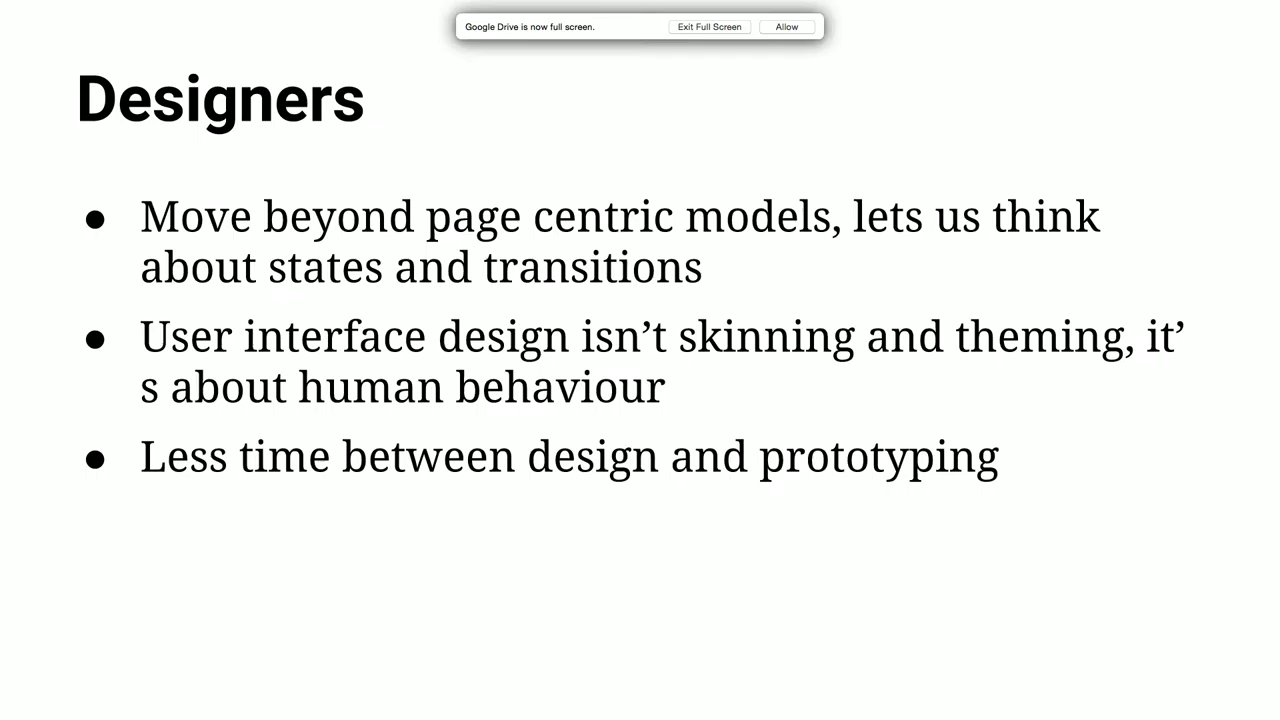 Google Drive is now full screen. Exit Full Screen Allow
Designers
● Move beyond page centric models, lets us think
about states and transitions
● User interface design isn’t skinning and theming, it’
s about human behaviour
● Less time between design and prototyping